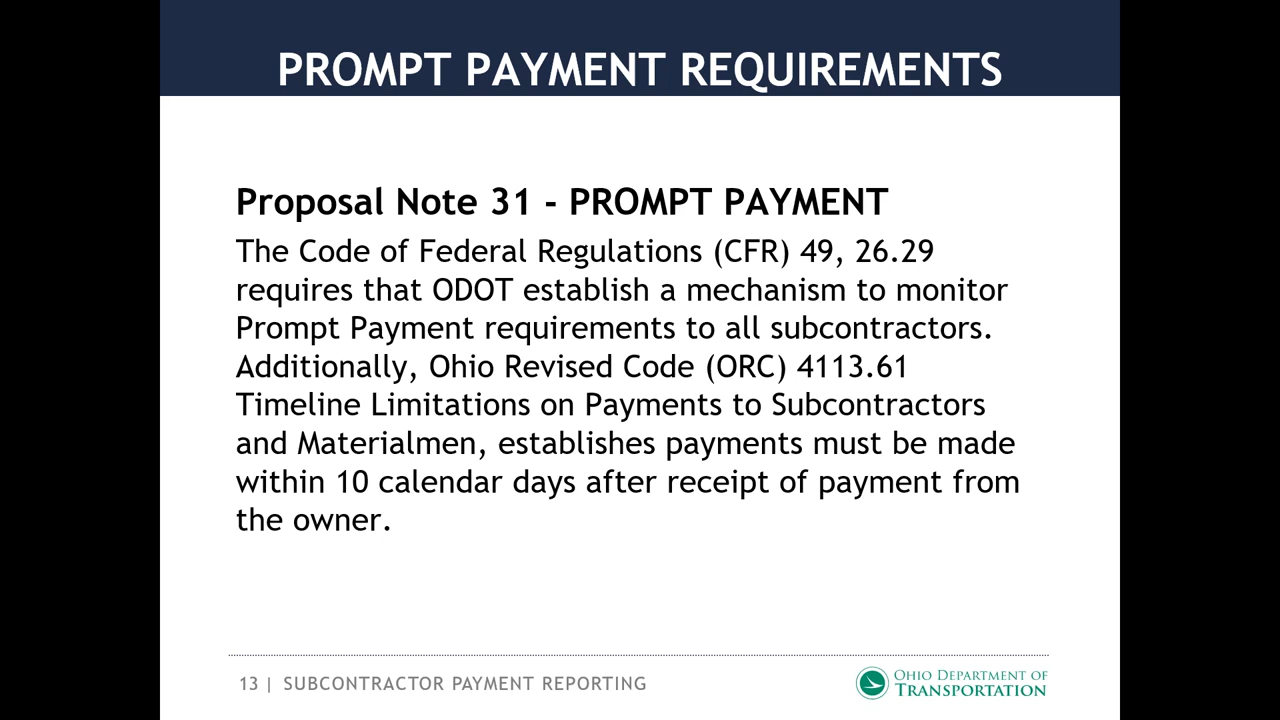 PROMPT PAYMENT REQUIREMENTS
Proposal Note 31 - PROMPT PAYMENT
The Code of Federal Regulations (CFR) 49, 26.29
requires that ODOT establish a mechanism to monitor
Prompt Payment requirements to all subcontractors.
Additionally, Ohio Revised Code (ORC) 4113.61
Timeline Limitations on Payments to Subcontractors
and Materialmen, establishes payments must be made
within 10 calendar days after receipt of payment from
the owner.
13 | SUBCONTRACTOR PAYMENT REPORTING
OHIO DEPARTMENT OF
TRANSPORTATION